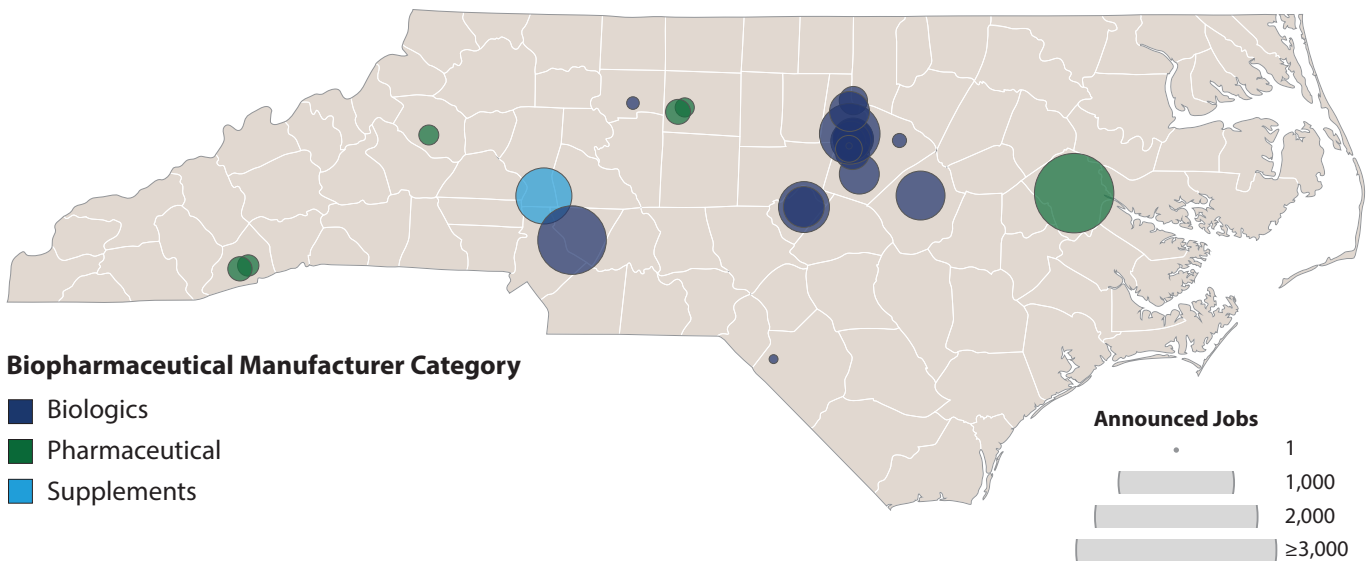 Biopharmaceutical Manufacturer Category
Biologics
Pharmaceutical
Supplements
Announced Jobs
1
1,000
2,000
≥3,000